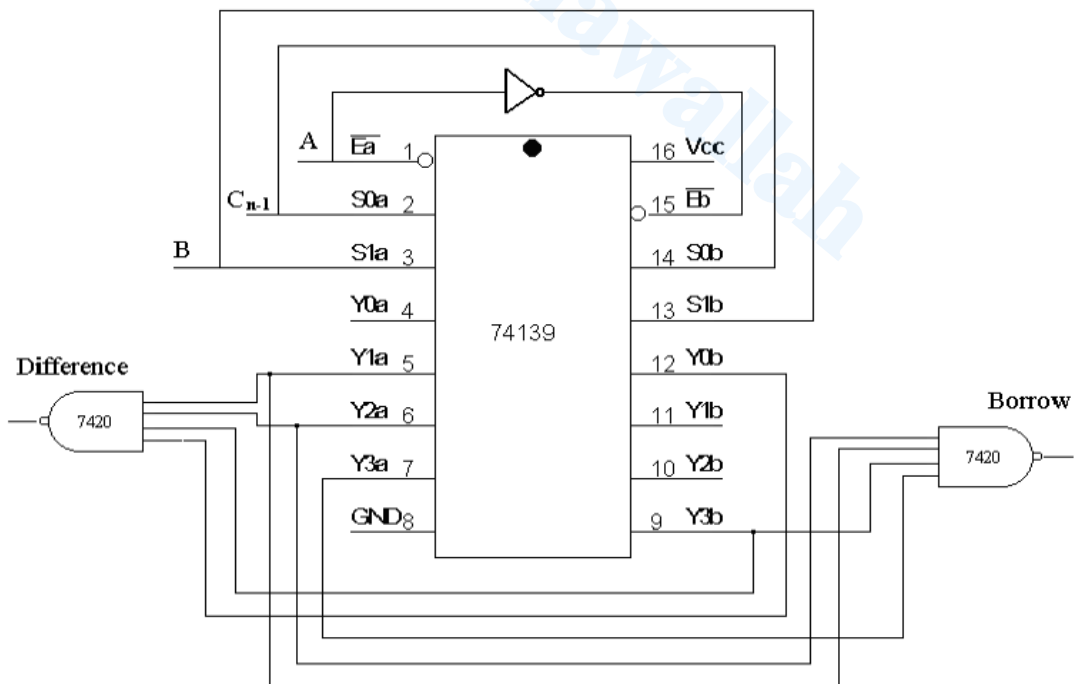 A
Ea 1
16 Vcc
C n-1
S0a 2
15 Eb
B
S1a 3
14 S0b
Y0a 4
13 S1b
74139
Difference
Y1a 5
12 Y0b
7420
Y2a 6
11 Y1b
Borrow
7420
Y3a 7
10 Y2b
GND 8
9 Y3b